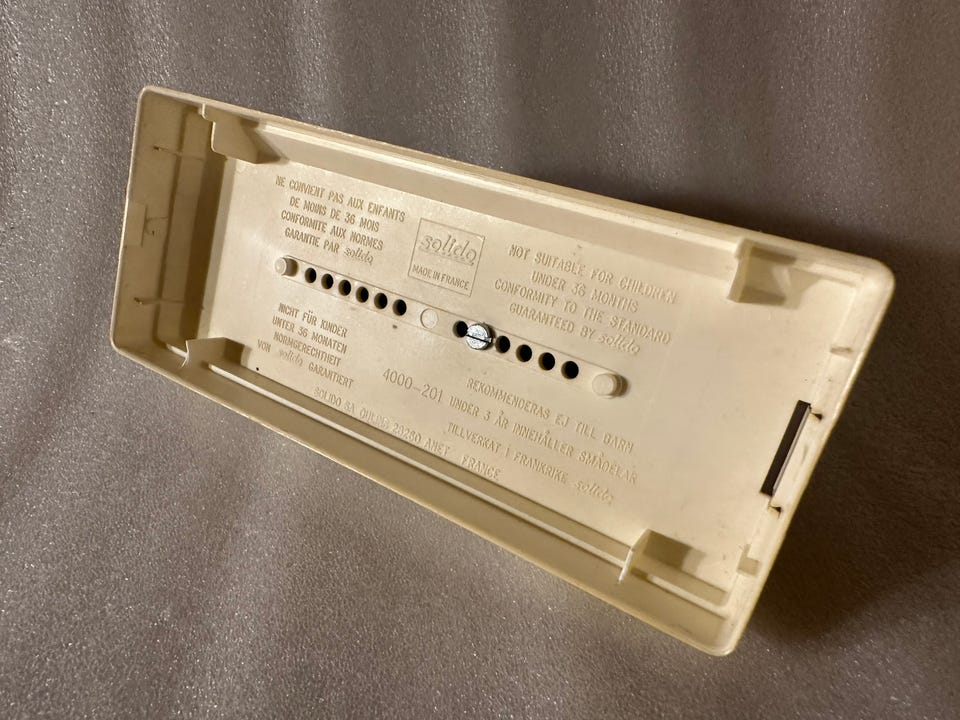 NE CONVIENT PAS AUX ENFANTS
DE MOINS DE 36 MOIS
CONFORMITE AUX NORMES
GARANTIE PAR solido
solido
MADE IN FRANCE
NOT SUITABLE FOR CHILDREN
UNDER 36 MONTHS
CONFORMITY TO THE STANDARD
GUARANTEED BY solido
NICHT FÜR KINDER
UNTER 36 MONATEN
NORMGERECHTHEIT
VON solido GARANTIERT
4000-201
REKOMMENDERAS EJ TILL BARN
UNDER 3 ÅR INNEHÅLLER SMÅDELAR
TILLVERKAT I FRANKRIKE solido
SOLIDO SA OULINS 28260 ANET FRANCE